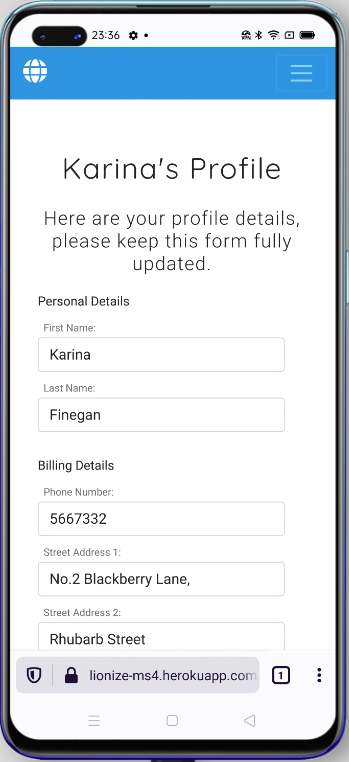 23:36
Karina's Profile
Here are your profile details,
please keep this form fully
updated.
Personal Details
First Name:
Karina
Last Name:
Finegan
Billing Details
Phone Number:
5667332
Street Address 1:
No.2 Blackberry Lane,
Street Address 2:
Rhubarb Street
lionize-ms4.herokuapp.com
1